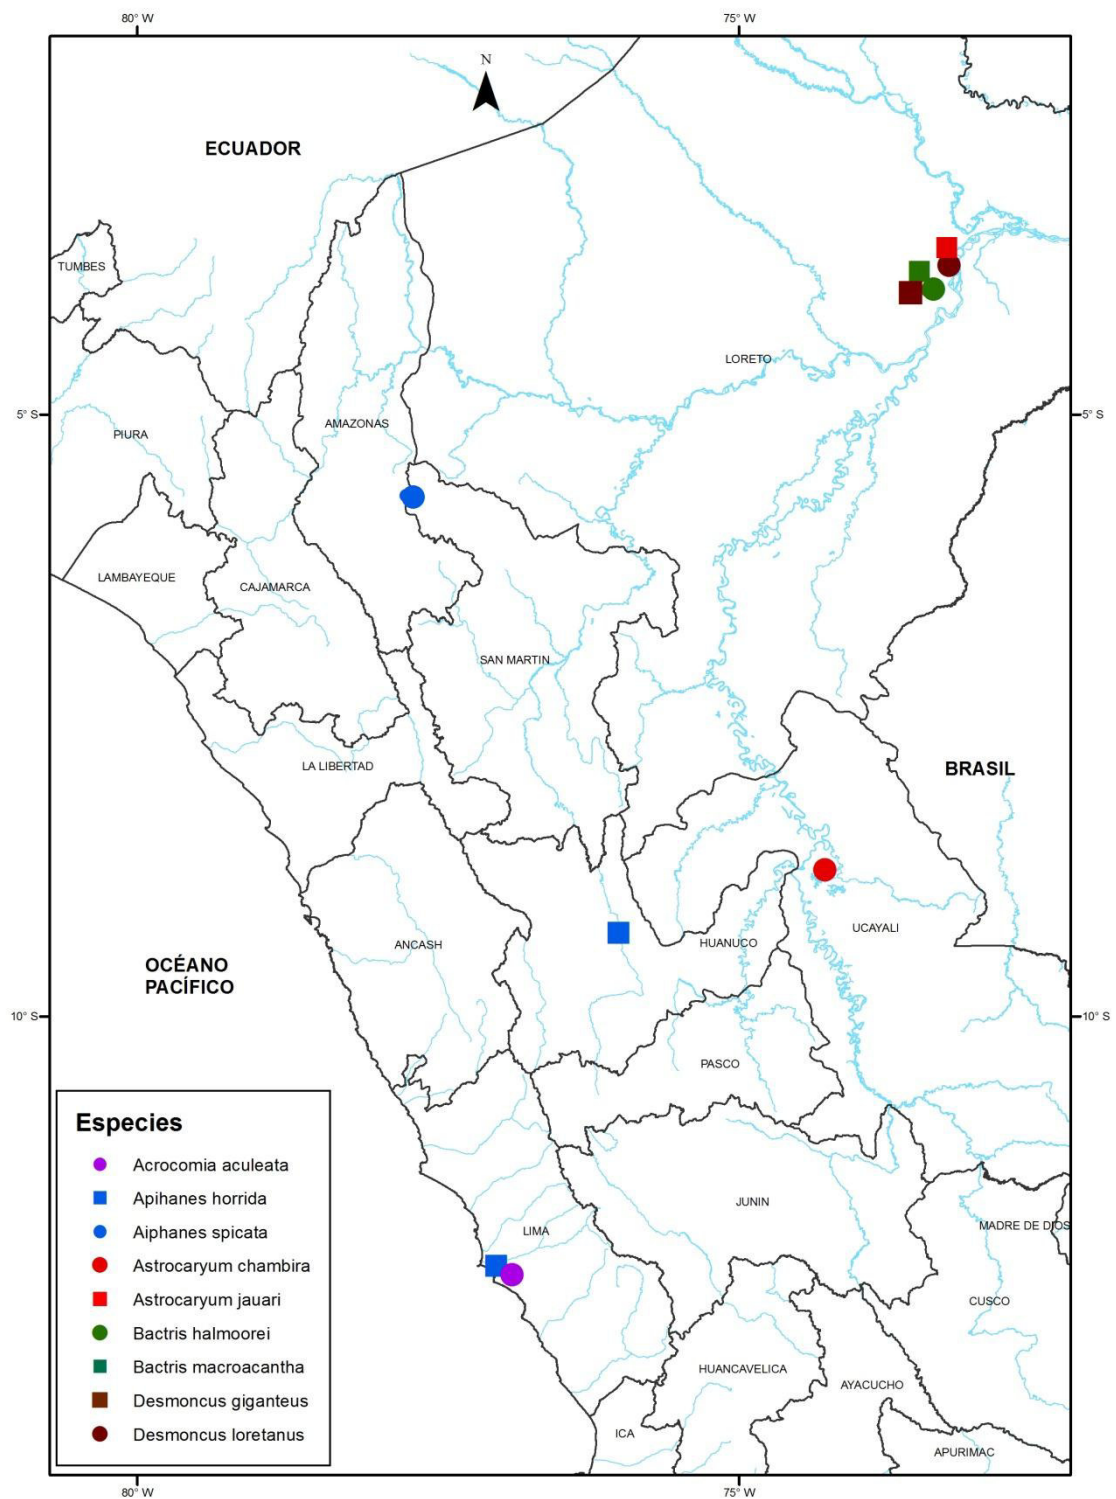 80° W
75° W
N
ECUADOR
TUMBES
LORETO
5° S
5° S
AMAZONAS
PIURA
LAMBAYEQUE
CAJAMARCA
SAN MARTIN
LA LIBERTAD
BRASIL
UCAYALI
ANCASH
HUANUCO
OCÉANO
PACÍFICO
10° S
10° S
PASCO
Especies
Acrocomia aculeata
Apihanes horrida
Aiphanes spicata
Astrocaryum chambira
Astrocaryum jauari
Bactris halmoorei
Bactris macroacantha
Desmoncus giganteus
Desmoncus loretanus
JUNIN
MADRE DE DIOS
LIMA
CUSCO
HUANCAVELICA
AYACUCHO
ICA
APURIMAC
80° W
75° W